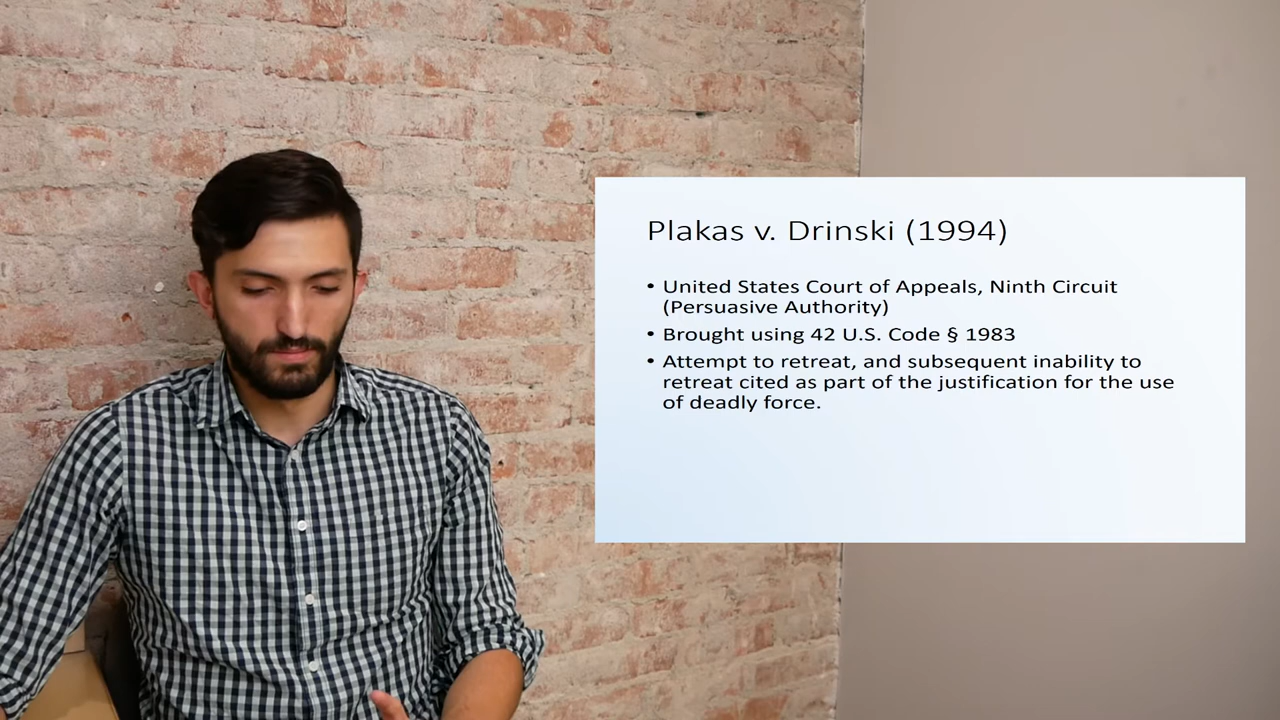 Plakas v. Drinski (1994)
• United States Court of Appeals, Ninth Circuit
(Persuasive Authority)
• Brought using 42 U.S. Code § 1983
• Attempt to retreat, and subsequent inability to
retreat cited as part of the justification for the use
of deadly force.